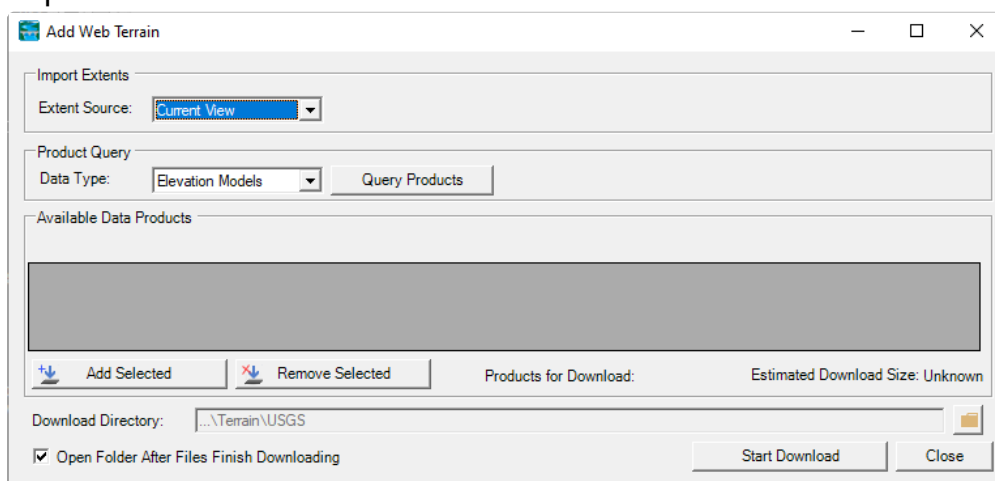 Add Web Terrain
Import Extents
Extent Source: Current View
Product Query
Data Type: Elevation Models Query Products
Available Data Products
Add Selected Remove Selected Products for Download: Estimated Download Size: Unknown
Download Directory: ...\Terrain\USGS
Open Folder After Files Finish Downloading Start Download Close